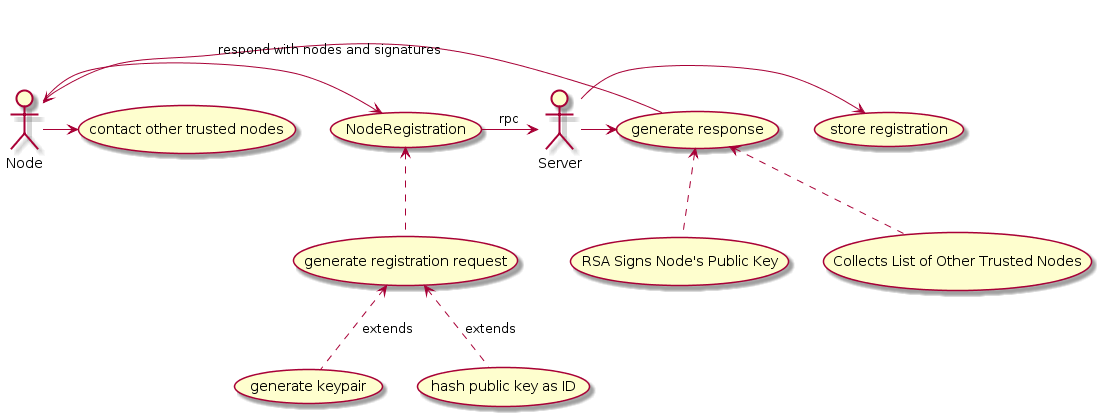 respond with nodes and signatures
Node
contact other trusted nodes
NodeRegistration
rpc
Server
generate response
store registration
generate registration request
RSA Signs Node's Public Key
Collects List of Other Trusted Nodes
extends
extends
generate keypair
hash public key as ID